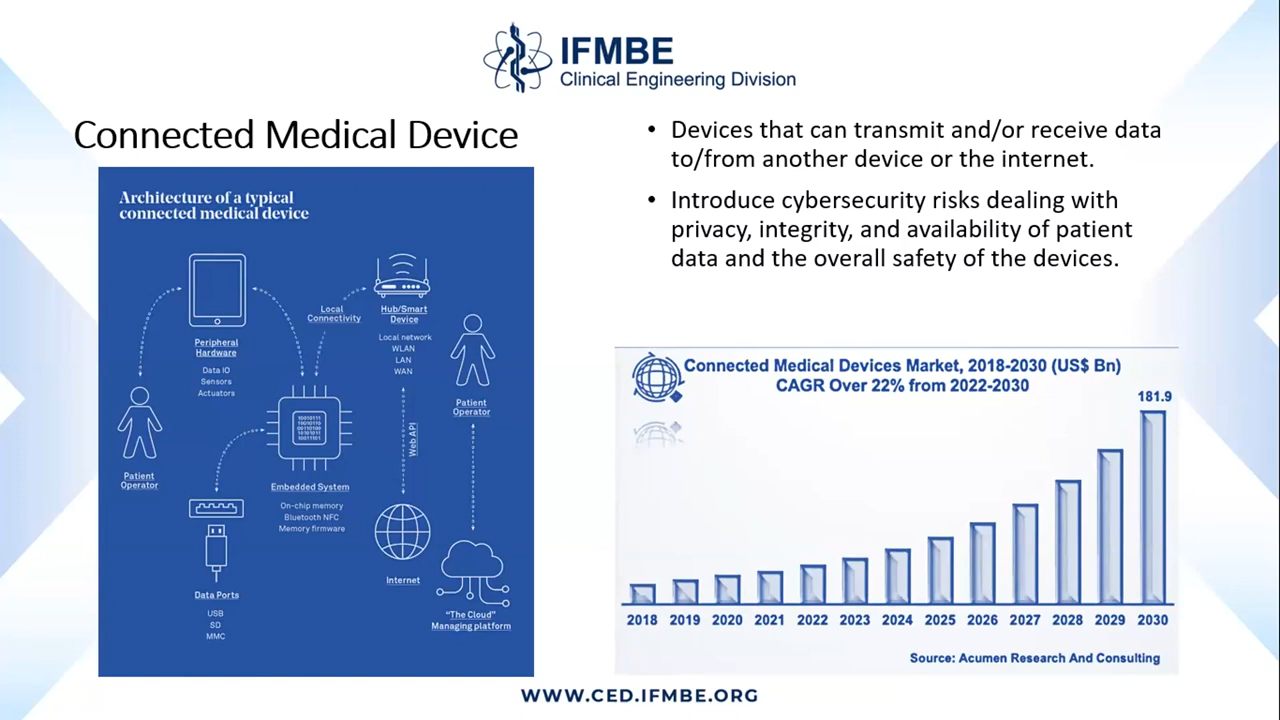 IFMBE
Clinical Engineering Division
Connected Medical Device
Architecture of a typical
connected medical device
Peripheral
Hardware
Data IO
Sensors
Actuators
Local
Connectivity
Hub/Smart
Device
Local network
WLAN
LAN
WAN
Patient
Operator
Web API
Patient
Operator
Embedded System
On-chip memory
Bluetooth NFC
Memory firmware
Data Ports
USB
SD
MMC
Internet
"The Cloud"
Managing platform
• Devices that can transmit and/or receive data
to/from another device or the internet.
• Introduce cybersecurity risks dealing with
privacy, integrity, and availability of patient
data and the overall safety of the devices.
Connected Medical Devices Market, 2018-2030 (US$ Bn)
CAGR Over 22% from 2022-2030
181.9
2018 2019 2020 2021 2022 2023 2024 2025 2026 2027 2028 2029 2030
Source: Acumen Research And Consulting
WWW.CED.IFMBE.ORG